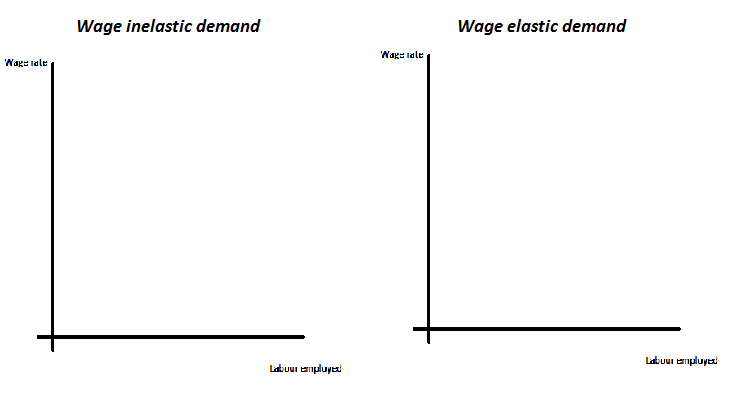 Wage inelastic demand
Wage elastic demand
Wage rate
Wage rate
Labour employed
Labour employed